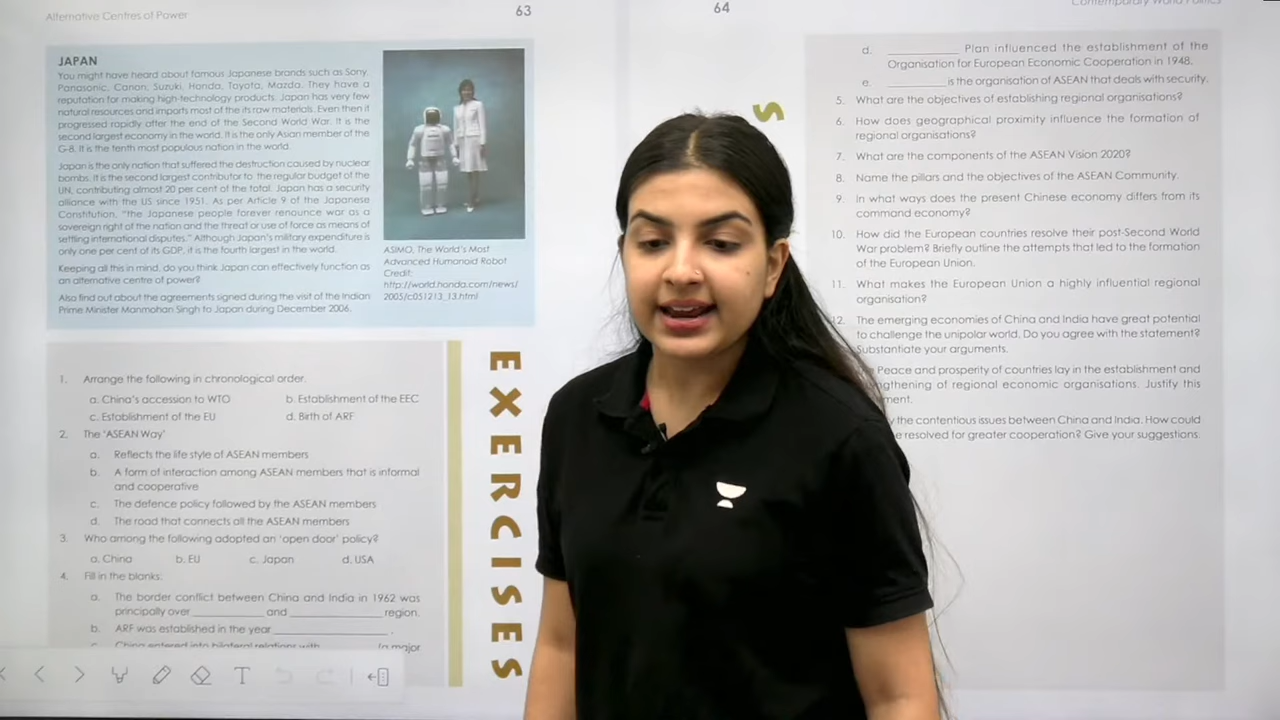 Alternative Centres of Power
63
JAPAN
You might have heard about famous Japanese brands such as Sony,
Panasonic, Canon, Suzuki, Honda, Toyota, Mazda. They have a
reputation for making high-technology products. Japan has very few
natural resources and imports most of its raw materials. Even then it
progressed rapidly after the end of the Second World War. It is the
second largest economy in the world. It is the only Asian member of the
G-8. It is the tenth most populous nation in the world.
Japan is the only nation that suffered the destruction caused by nuclear
bombs. It is the second largest contributor to the regular budget of the
UN, contributing almost 20 per cent of the total. Japan has a security
alliance with the US since 1951. As per Article 9 of the Japanese
Constitution, "the Japanese people forever renounce war as a
sovereign right of the nation and the threat or use of force as means of
settling international disputes." Although Japan's military expenditure is
only one per cent of its GDP, it is the fourth largest in the world.
Keeping all this in mind, do you think Japan can effectively function as
an alternative centre of power?
Also find out about the agreements signed during the visit of the Indian
Prime Minister Manmohan Singh to Japan during December 2006.
ASIMO, The World's Most
Advanced Humanoid Robot
Credit:
http://world.honda.com/news/
2005/c051213_13.html
EXERCISES
1. Arrange the following in chronological order.
a. China's accession to WTO b. Establishment of the EEC
c. Establishment of the EU d. Birth of ARF
2. The 'ASEAN Way'
a. Reflects the life style of ASEAN members
b. A form of interaction among ASEAN members that is informal
and cooperative
c. The defence policy followed by the ASEAN members
d. The road that connects all the ASEAN members
3. Who among the following adopted an 'open door' policy?
a. China b. EU c. Japan d. USA
4. Fill in the blanks:
a. The border conflict between China and India in 1962 was
principally over ____________ and ______________ region.
b. ARF was established in the year ___________________ .
c. China entered into bilateral relations with __________ (a major
T
64
Contemporary World Politics
S
d. __________ Plan influenced the establishment of the
Organisation for European Economic Cooperation in 1948.
e. _________ is the organisation of ASEAN that deals with security.
5. What are the objectives of establishing regional organisations?
6. How does geographical proximity influence the formation of
regional organisations?
7. What are the components of the ASEAN Vision 2020?
8. Name the pillars and the objectives of the ASEAN Community.
9. In what ways does the present Chinese economy differs from its
command economy?
10. How did the European countries resolve their post-Second World
War problem? Briefly outline the attempts that led to the formation
of the European Union.
11. What makes the European Union a highly influential regional
organisation?
12. The emerging economies of China and India have great potential
to challenge the unipolar world. Do you agree with the statement?
Substantiate your arguments.
Peace and prosperity of countries lay in the establishment and
gthening of regional economic organisations. Justify this
ment.
y the contentious issues between China and India. How could
e resolved for greater cooperation? Give your suggestions.